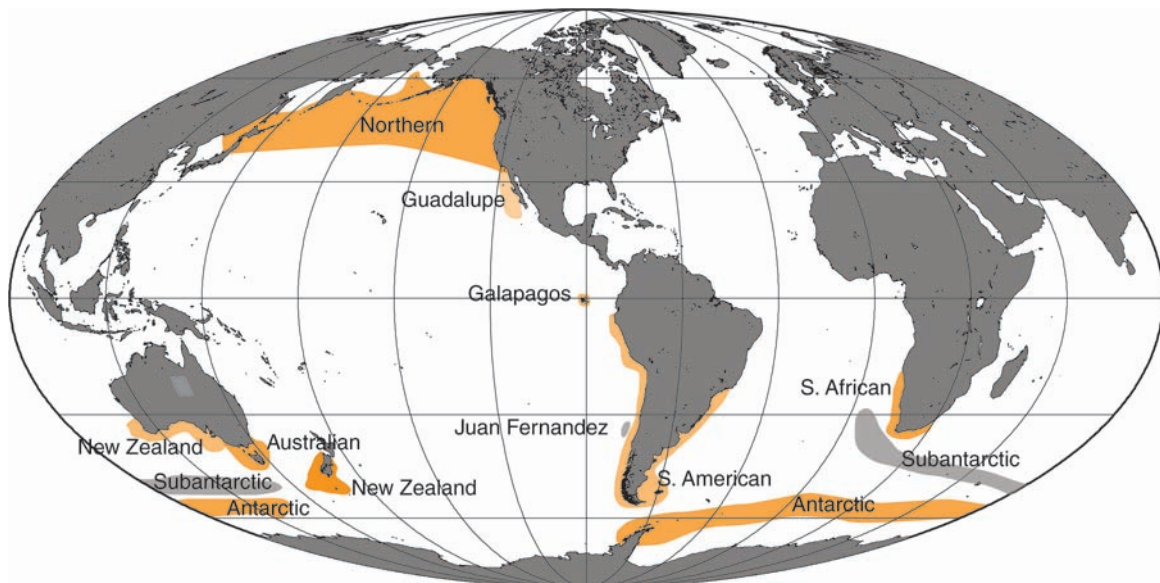 Northern
Guadalupe
Galapagos
S. African
Juan Fernandez
New Zealand
Australian
Subantarctic
S. American
Subantarctic
New Zealand
Antarctic
Antarctic